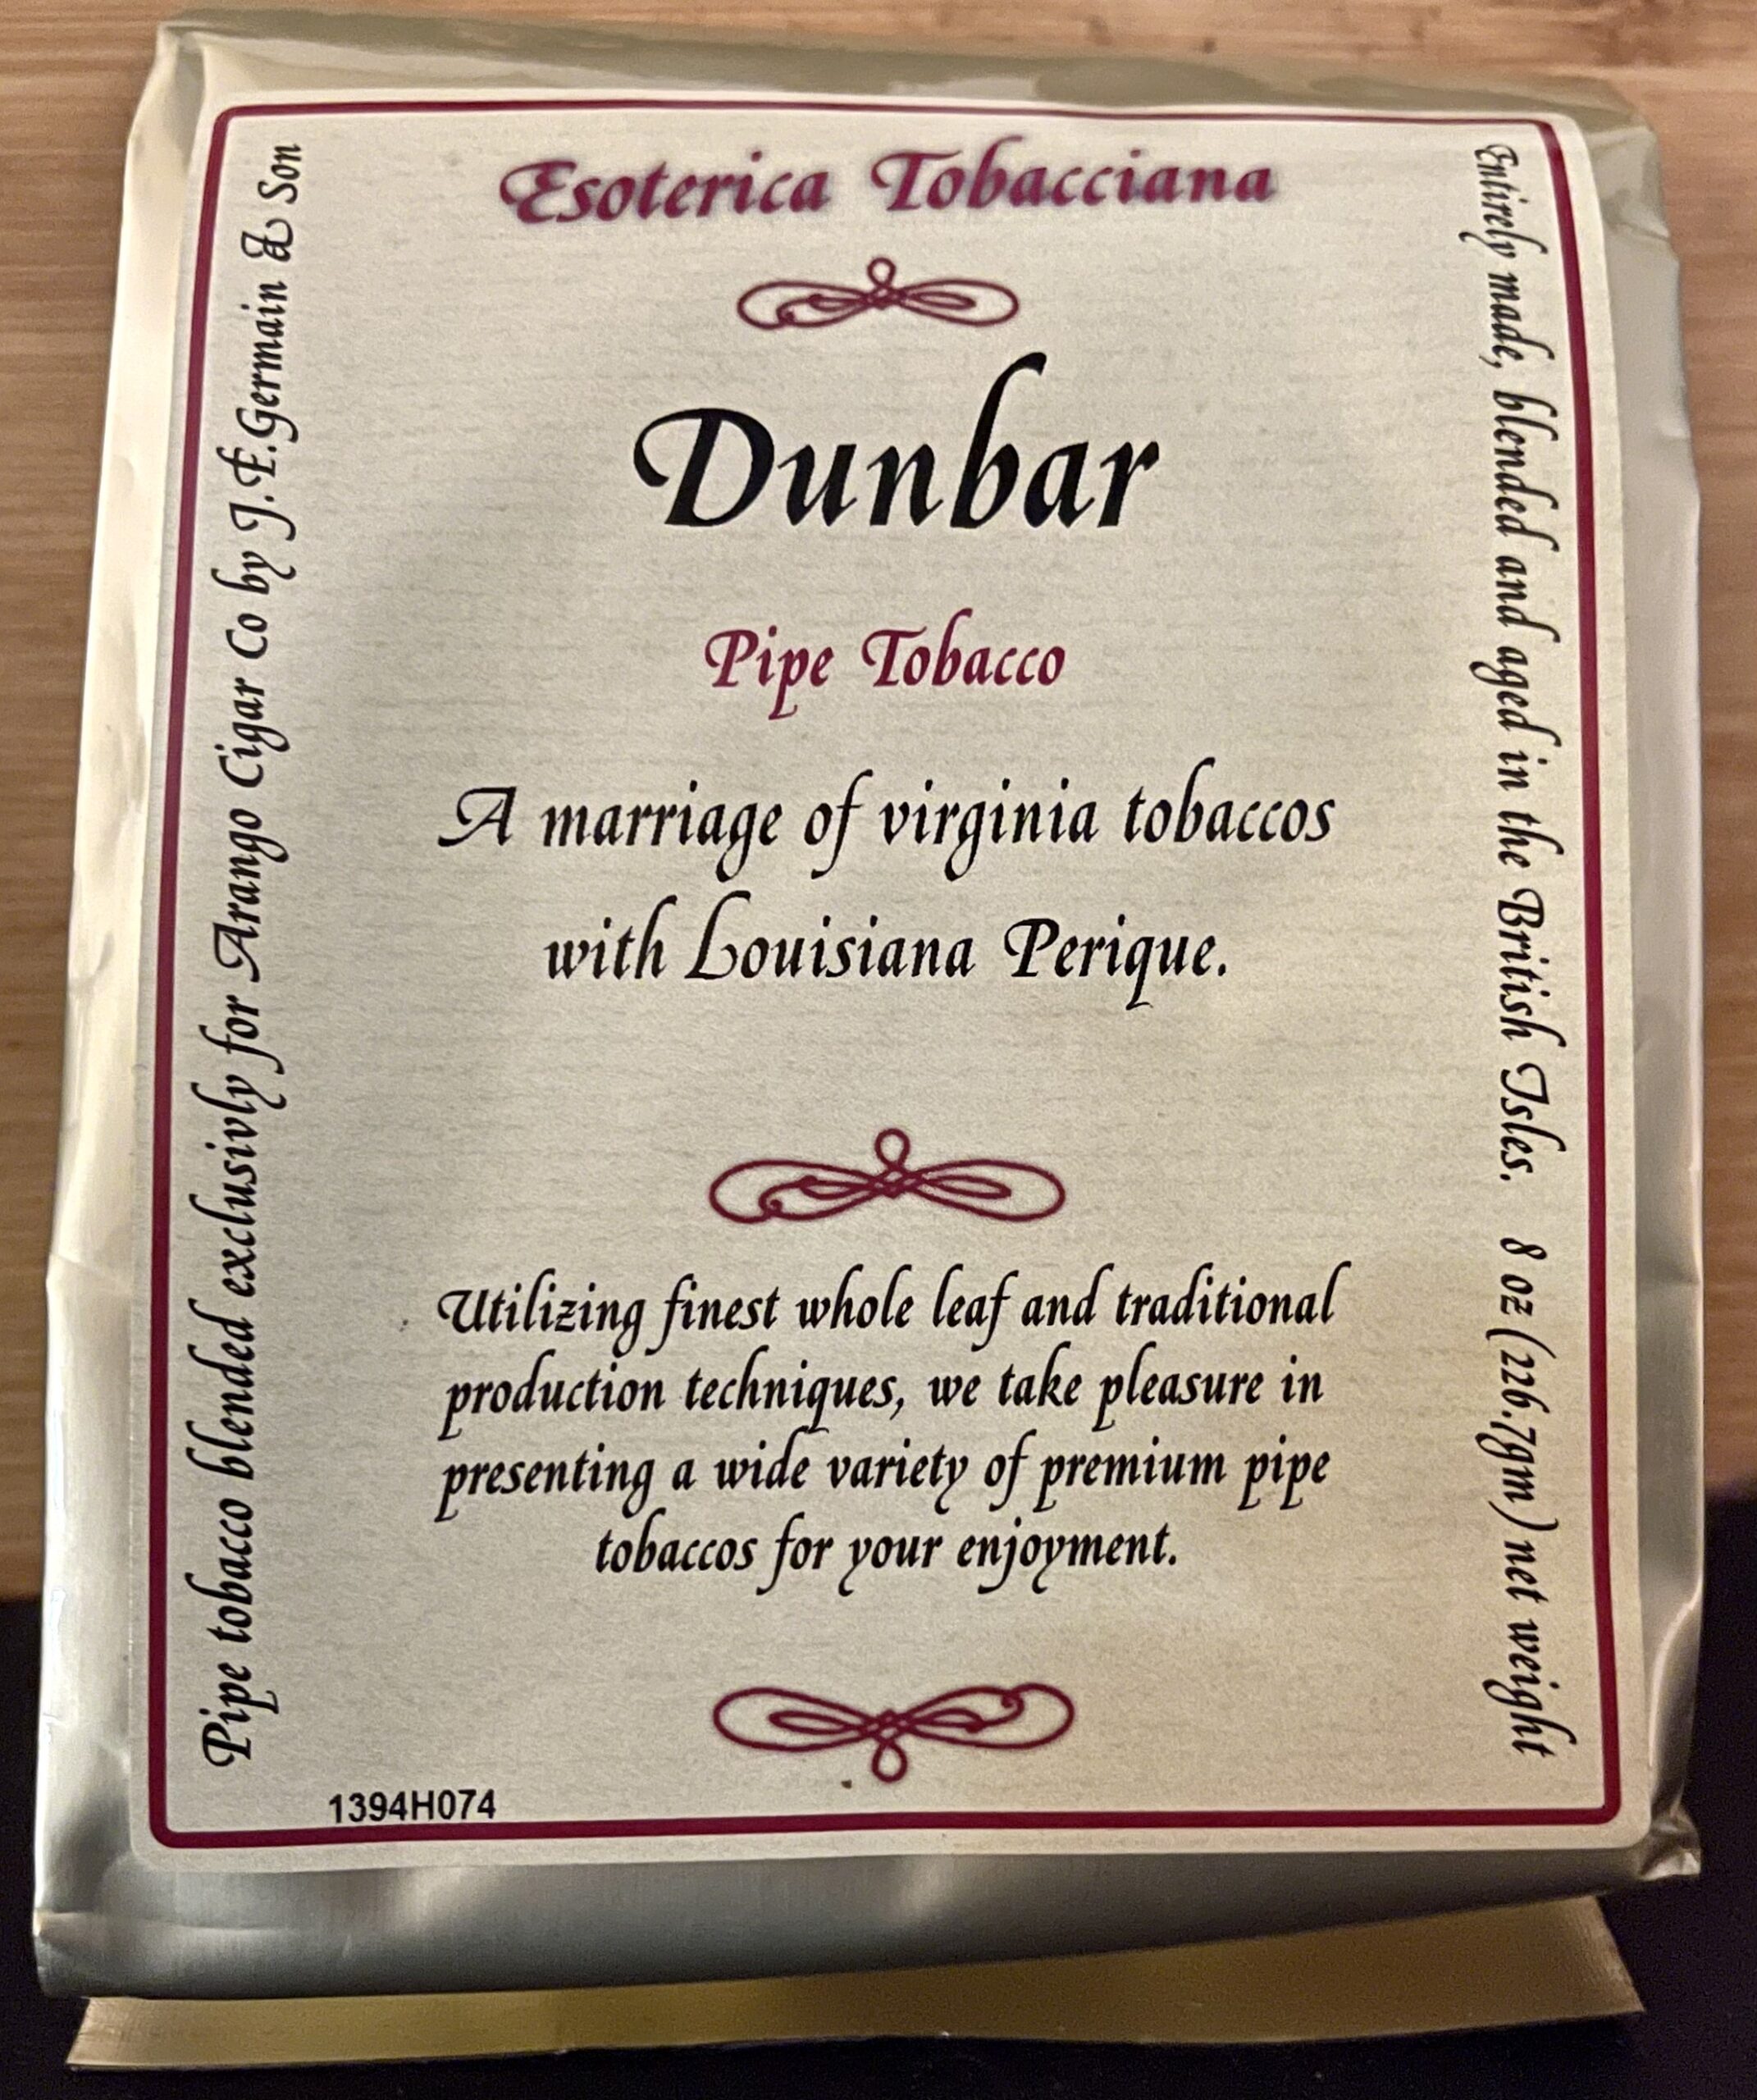 Esoterica Tobacciana
Dunbar
Pipe Tobacco
A marriage of virginia tobaccos
with Louisiana Perique.
Utilizing finest whole leaf and traditional
production techniques, we take pleasure in
presenting a wide variety of premium pipe
tobaccos for your enjoyment.
Pipe tobacco blended exclusivly for Arango Cigar Co by J.E.Germain & Son
Entirely made, blended and aged in the British Isles. 8 oz (226.7gm) net weight
1394H074